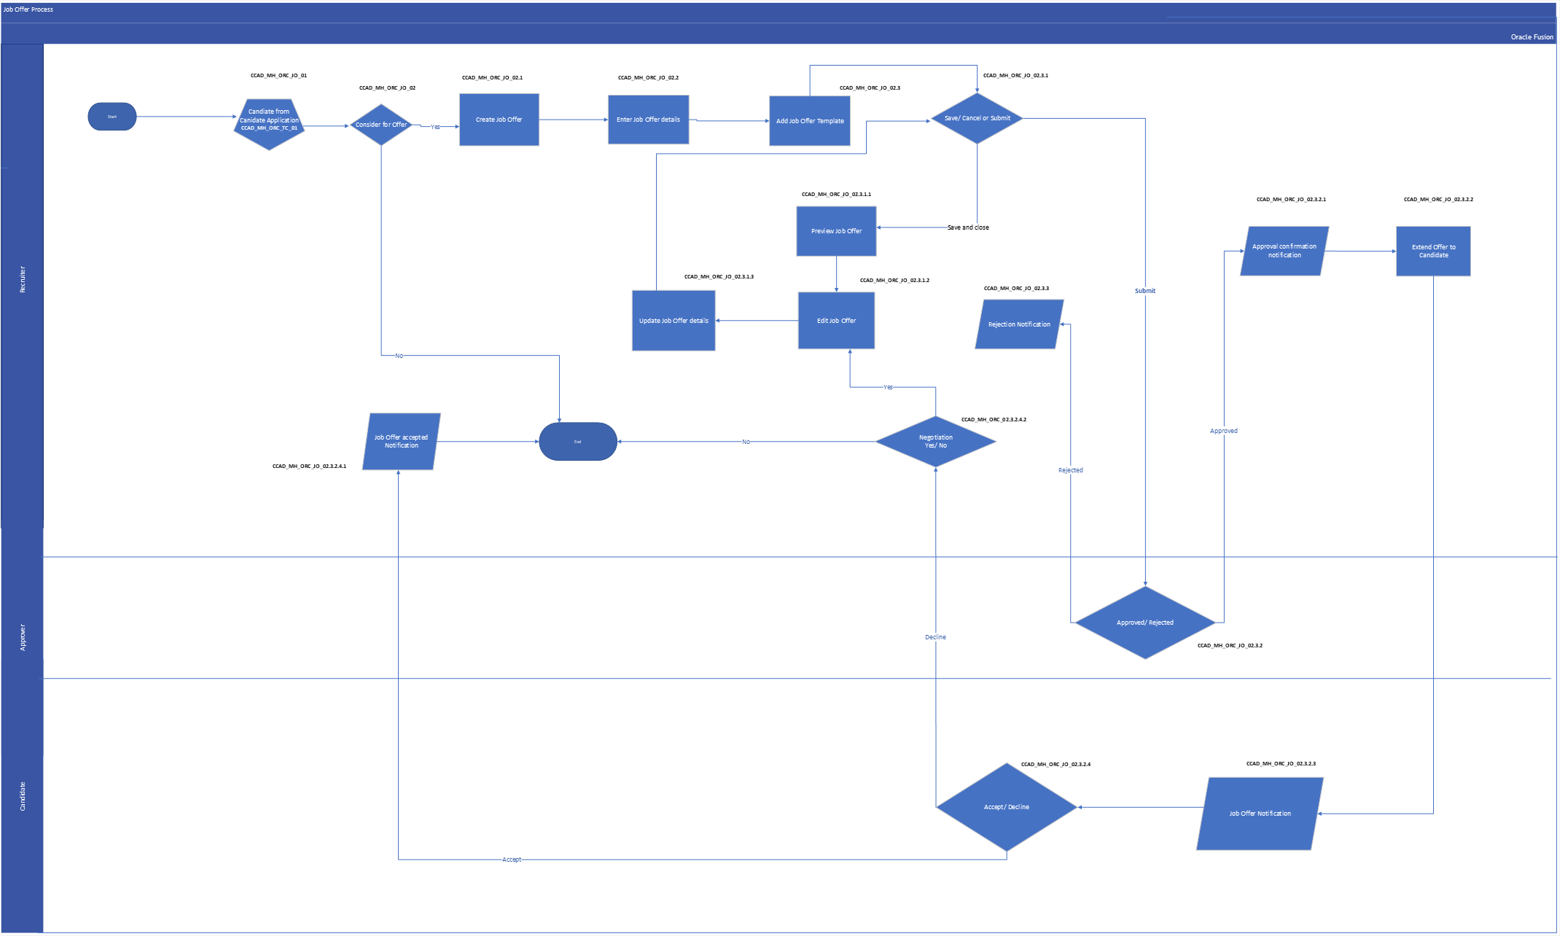 Job Offer Process
Oracle Fusion
Recruiter
CCAD_MH_ORC_JO_01
CCAD_MH_ORC_JO_02
CCAD_MH_ORC_JO_02.1
CCAD_MH_ORC_JO_02.2
CCAD_MH_ORC_JO_02.3
CCAD_MH_ORC_JO_02.3.1
Start
Candiate from
Candidate Application
CCAD_MH_ORC_TC_01
Consider for Offer
Yes
Create Job Offer
Enter Job Offer details
Add Job Offer Template
Save/ Cancel or Submit
CCAD_MH_ORC_JO_02.3.1.1
Preview Job Offer
Save and close
CCAD_MH_ORC_JO_02.3.2.1
CCAD_MH_ORC_JO_02.3.2.2
Approval confirmation
notification
Extend Offer to
Candidate
CCAD_MH_ORC_JO_02.3.1.3
CCAD_MH_ORC_JO_02.3.1.2
CCAD_MH_ORC_JO_02.3.3
Submit
Update Job Offer details
Edit Job Offer
Rejection Notification
No
Yes
CCAD_MH_ORC_02.3.2.4.2
Approved
Job Offer accepted
Notification
End
No
Negotiation
Yes/ No
CCAD_MH_ORC_JO_02.3.2.4.1
Rejected
Approver
Approved/ Rejected
Decline
CCAD_MH_ORC_JO_02.3.2
Candidate
CCAD_MH_ORC_JO_02.3.2.4
CCAD_MH_ORC_JO_02.3.2.3
Accept/ Decline
Job Offer Notification
Accept